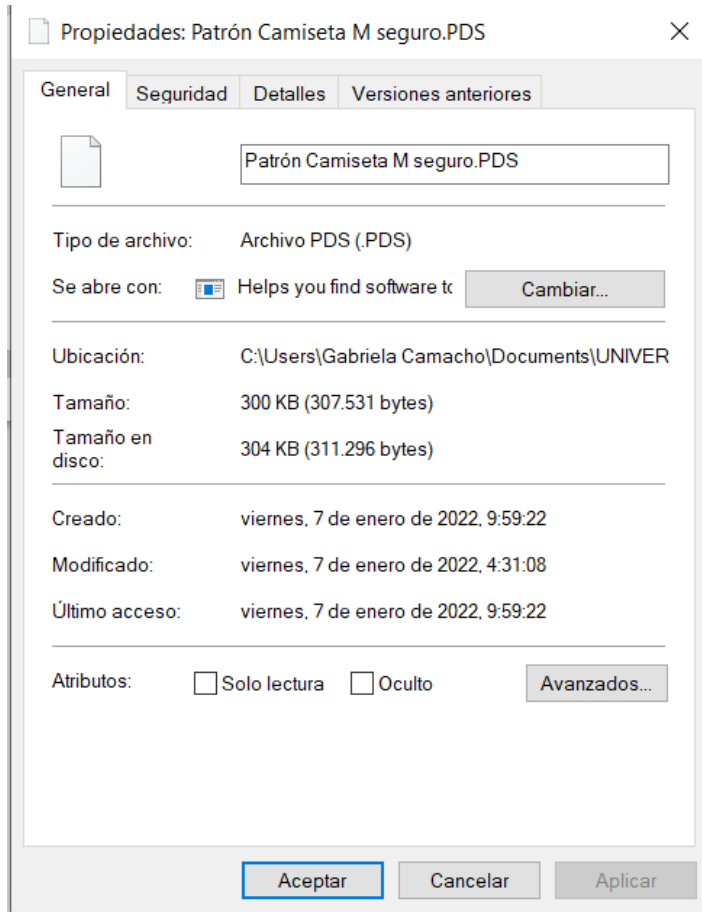 Propiedades: Patrón Camiseta M seguro.PDS
General Seguridad Detalles Versiones anteriores
Patrón Camiseta M seguro.PDS
Tipo de archivo: Archivo PDS (.PDS)
Se abre con: Helps you find software to Cambiar...
Ubicación: C:\Users\Gabriela Camacho\Documents\UNIVER
Tamaño: 300 KB (307.531 bytes)
Tamaño en
disco: 304 KB (311.296 bytes)
Creado: viernes, 7 de enero de 2022, 9:59:22
Modificado: viernes, 7 de enero de 2022, 4:31:08
Último acceso: viernes, 7 de enero de 2022, 9:59:22
Atributos: Solo lectura Oculto Avanzados...
Aceptar Cancelar Aplicar